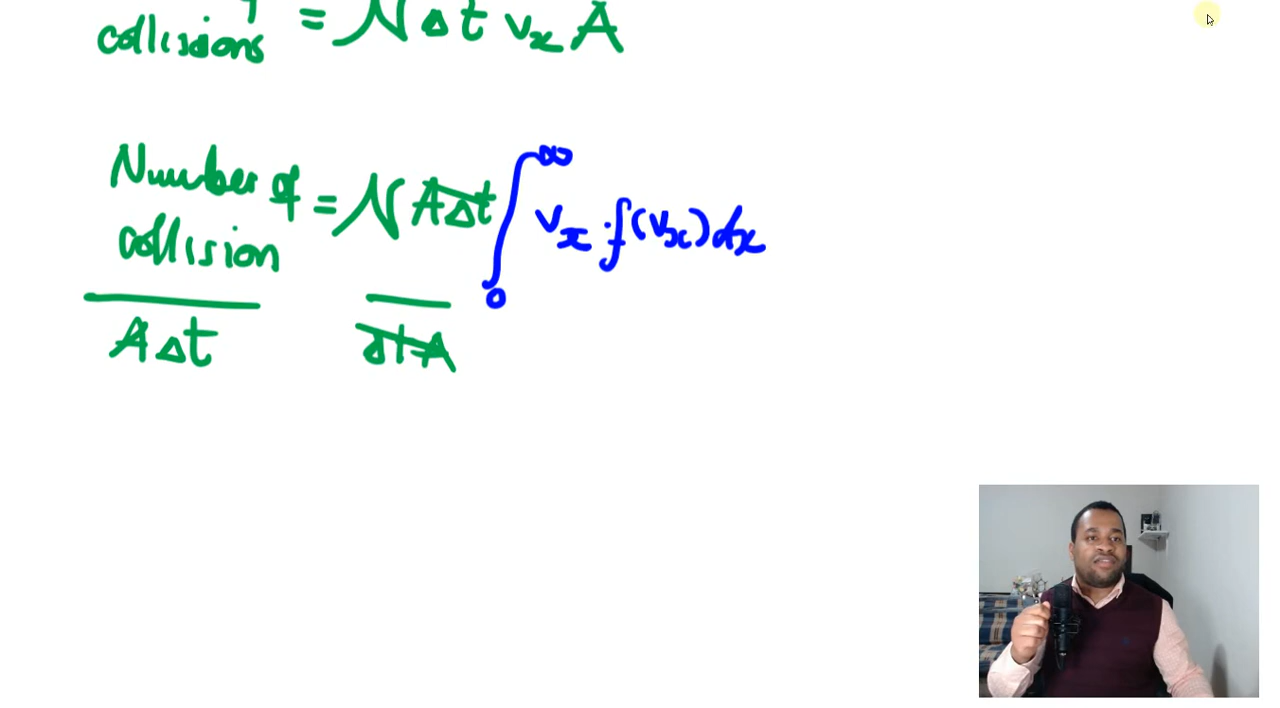 collisions = N Δt vₓ A
Number of collision / A Δt = N A Δt / Δt A ∫₀^∞ vₓ · f(vₓ) dx